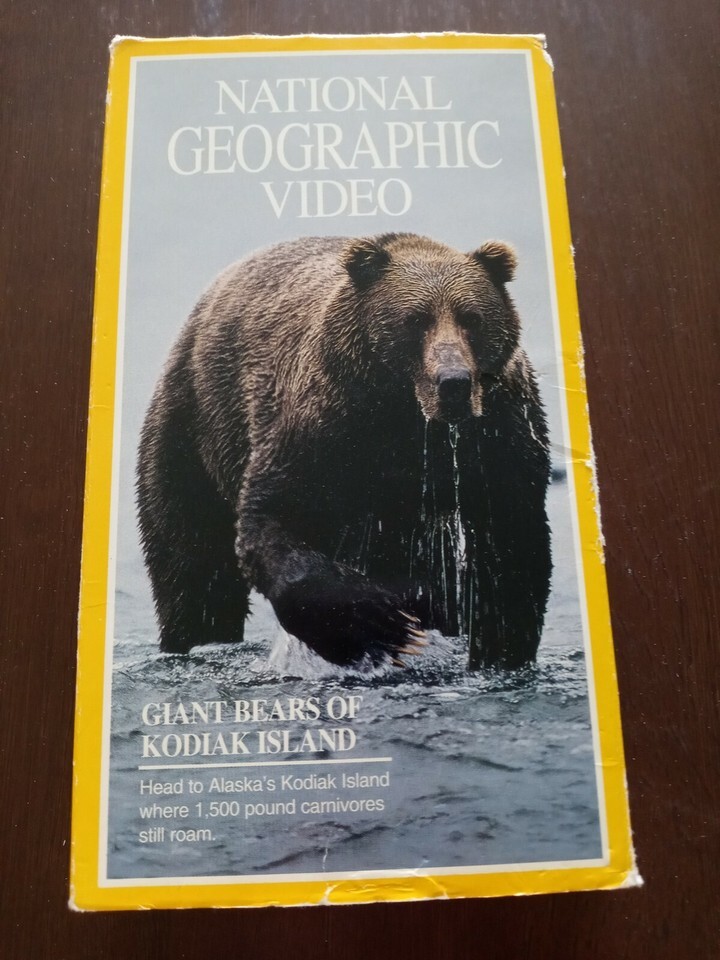 NATIONAL
GEOGRAPHIC
VIDEO
GIANT BEARS OF
KODIAK ISLAND
Head to Alaska's Kodiak Island
where 1,500 pound carnivores
still roam.